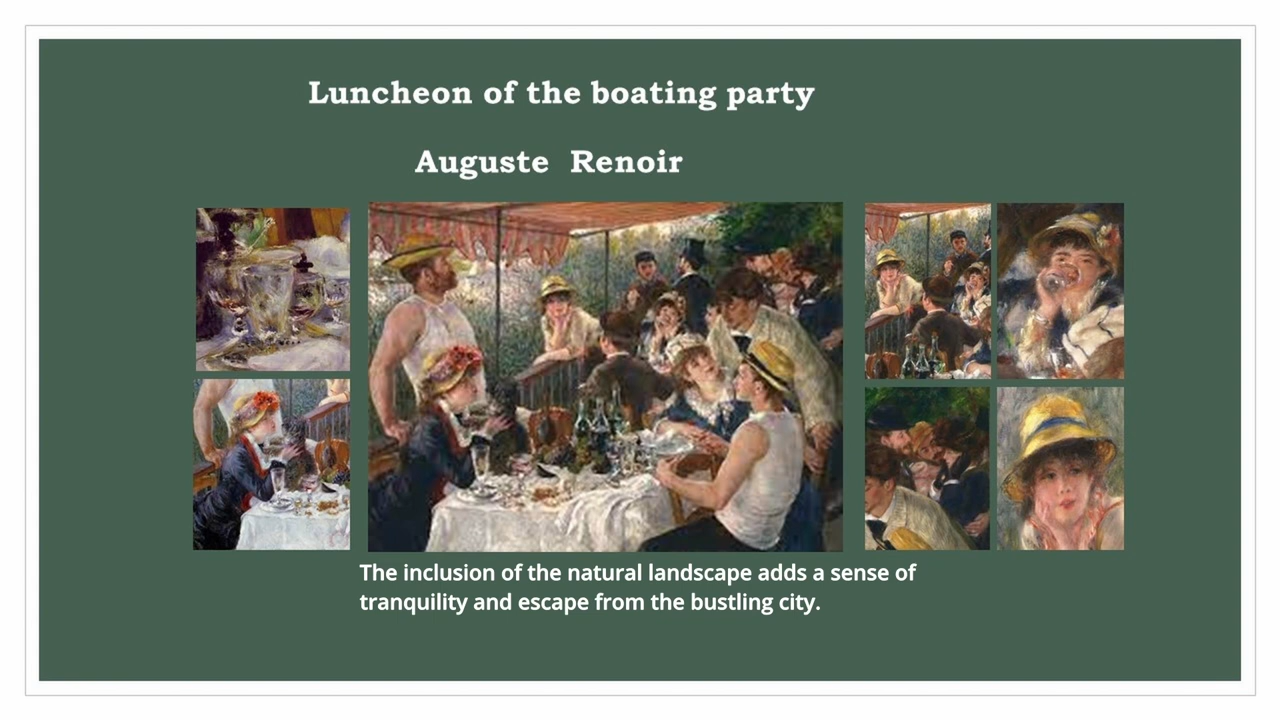 Luncheon of the boating party
Auguste Renoir
The inclusion of the natural landscape adds a sense of
tranquility and escape from the bustling city.